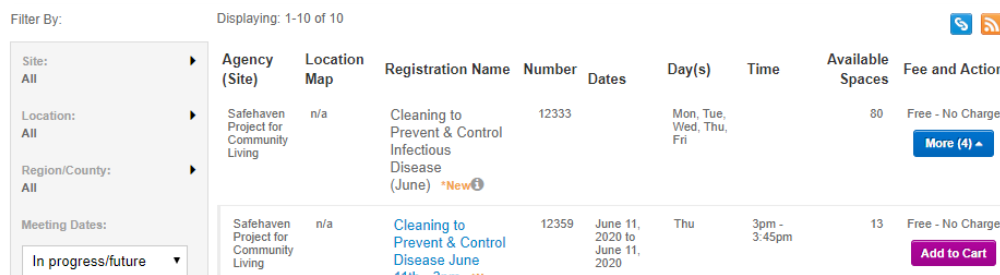 Filter By:
Displaying: 1-10 of 10
Site:
All
Location:
All
Region/County:
All
Meeting Dates:
In progress/future
Agency (Site)
Location Map
Registration Name
Number
Dates
Day(s)
Time
Available Spaces
Fee and Action
Safehaven
Project for
Community
Living
n/a
Cleaning to
Prevent & Control
Infectious
Disease
(June) *New
12333
Mon, Tue,
Wed, Thu,
Fri
80
Free - No Charge
More (4)
Safehaven
Project for
Community
Living
n/a
Cleaning to
Prevent & Control
Disease June
12359
June 11,
2020 to
June 11,
2020
Thu
3pm -
3:45pm
13
Free - No Charge
Add to Cart